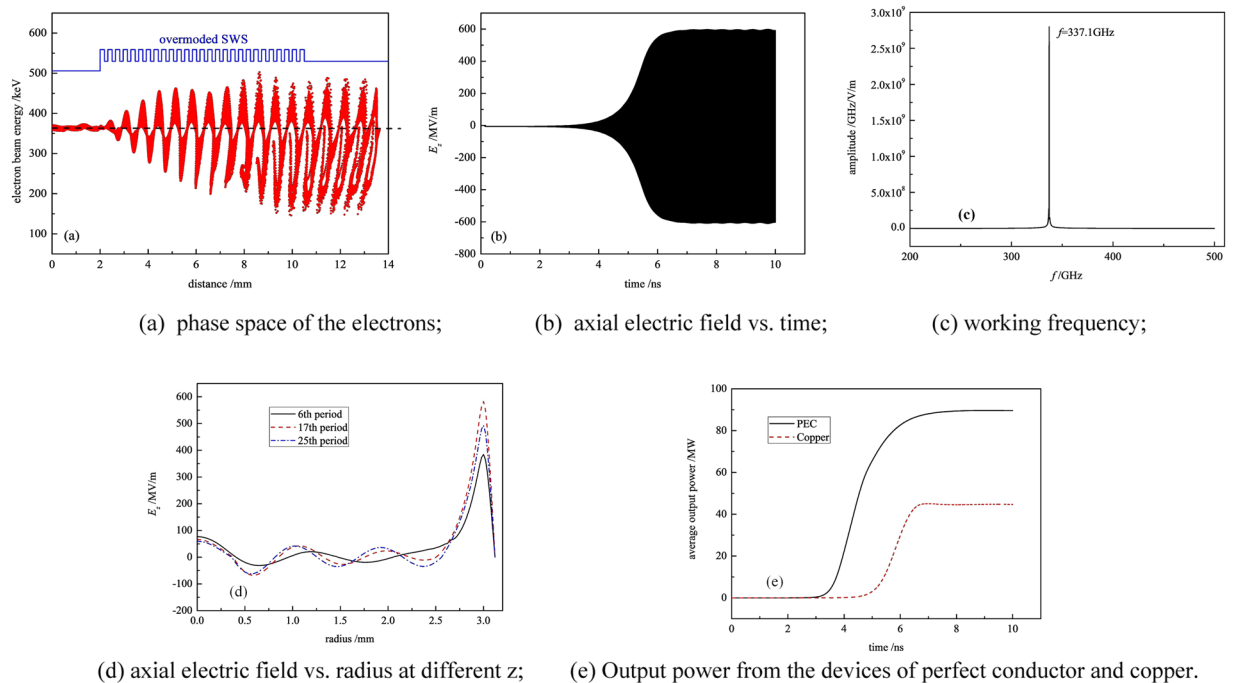 600
500
400
300
200
100
electron beam energy /keV
overmoded SWS
(a)
0 2 4 6 8 10 12 14
distance /mm
600
400
200
0
-200
-400
-600
-800
E_z /MV/m
(b)
0 2 4 6 8 10
time /ns
3.0x10^9
2.5x10^9
2.0x10^9
1.5x10^9
1.0x10^9
5.0x10^8
0.0
amplitude /GHz/V/m
f=337.1GHz
(c)
200 300 400 500
f /GHz
(a) phase space of the electrons;
(b) axial electric field vs. time;
(c) working frequency;
600
500
400
300
200
100
0
-100
-200
E_z /MV/m
6th period
17th period
25th period
(d)
0.0 0.5 1.0 1.5 2.0 2.5 3.0
radius /mm
100
80
60
40
20
0
average output power /MW
PEC
Copper
(e)
0 2 4 6 8 10
time /ns
(d) axial electric field vs. radius at different z;
(e) Output power from the devices of perfect conductor and copper.